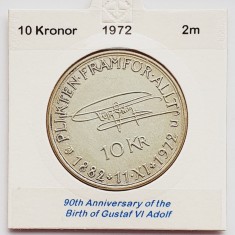 10 Kronor 1972 2m
PLIKTEN·FRAMFÖR·ALLT
10 KR
1882·11·XI·1972
90th Anniversary of the
Birth of Gustaf VI Adolf